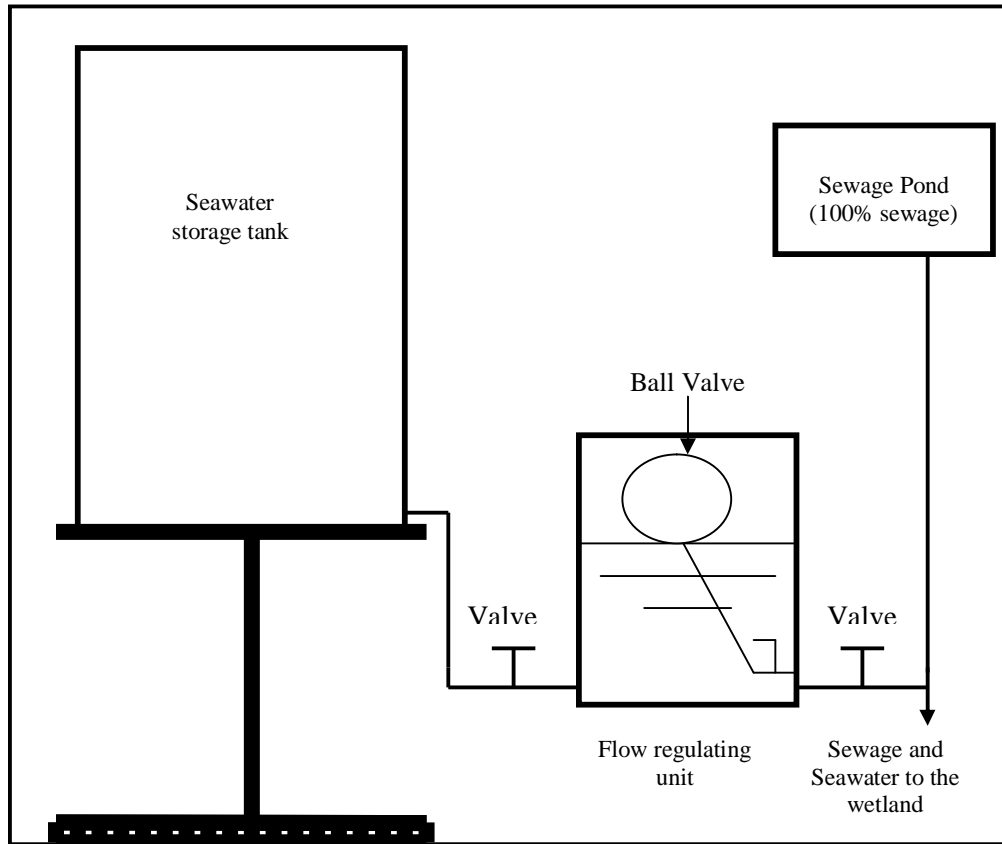 Seawater
storage tank
Sewage Pond
(100% sewage)
Ball Valve
Valve
Valve
Flow regulating
unit
Sewage and
Seawater to the
wetland